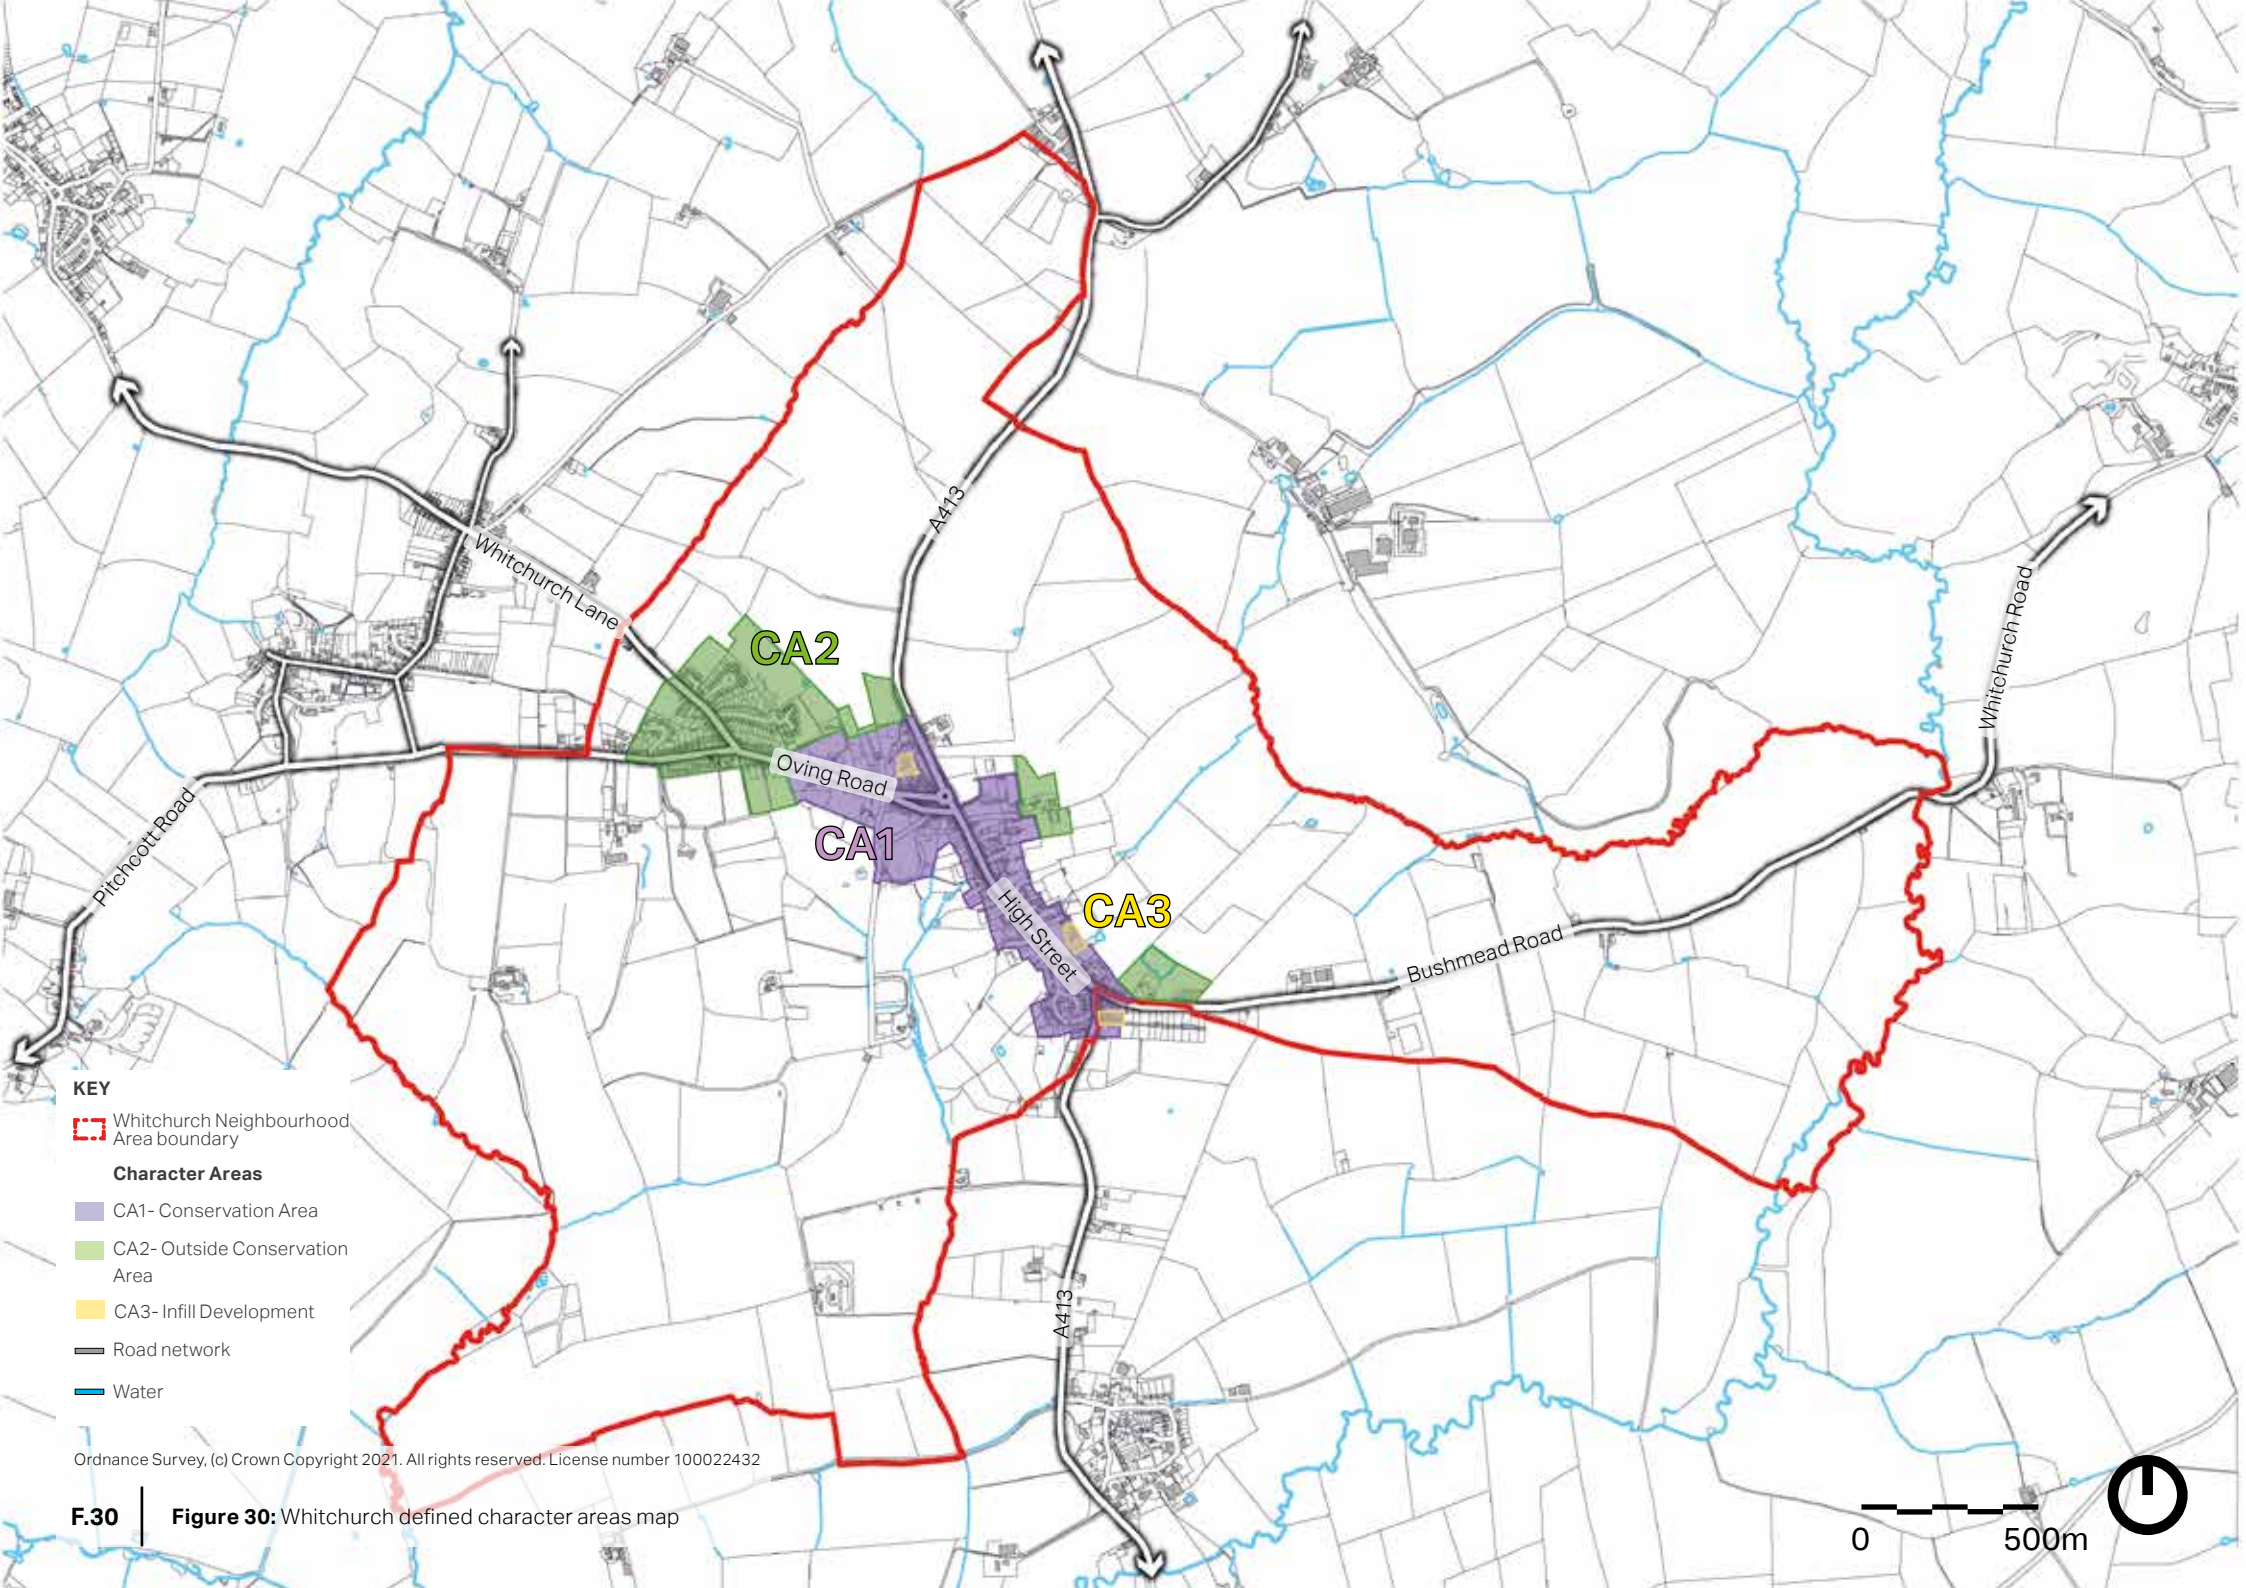 A413
Whitchurch Lane
Whitchurch Road
CA2
Oving Road
CA1
Pitchcott Road
High Street
CA3
Bushmead Road
A413
KEY
Whitchurch Neighbourhood
Area boundary
Character Areas
CA1- Conservation Area
CA2- Outside Conservation
Area
CA3- Infill Development
Road network
Water
Ordnance Survey, (c) Crown Copyright 2021. All rights reserved. License number 100022432
F.30
Figure 30: Whitchurch defined character areas map
0 500m